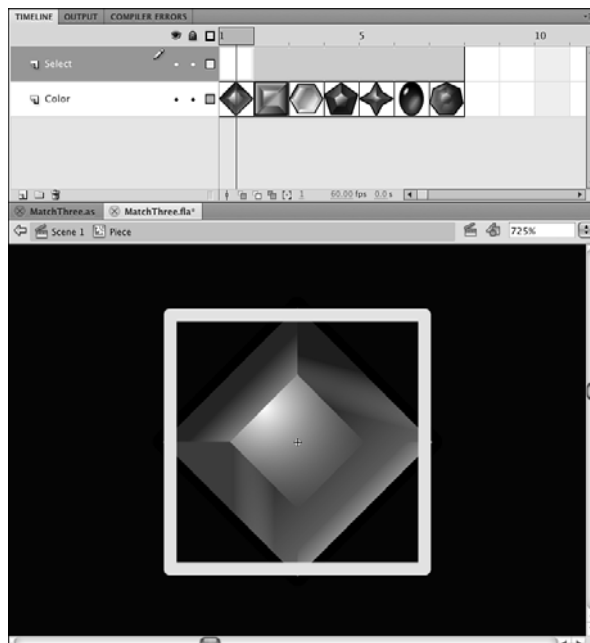 TIMELINE OUTPUT COMPILER ERRORS
1 5 10
Select
Color
1 60.00 fps 0.0 s
MatchThree.as MatchThree.fla*
Scene 1 Piece 725%